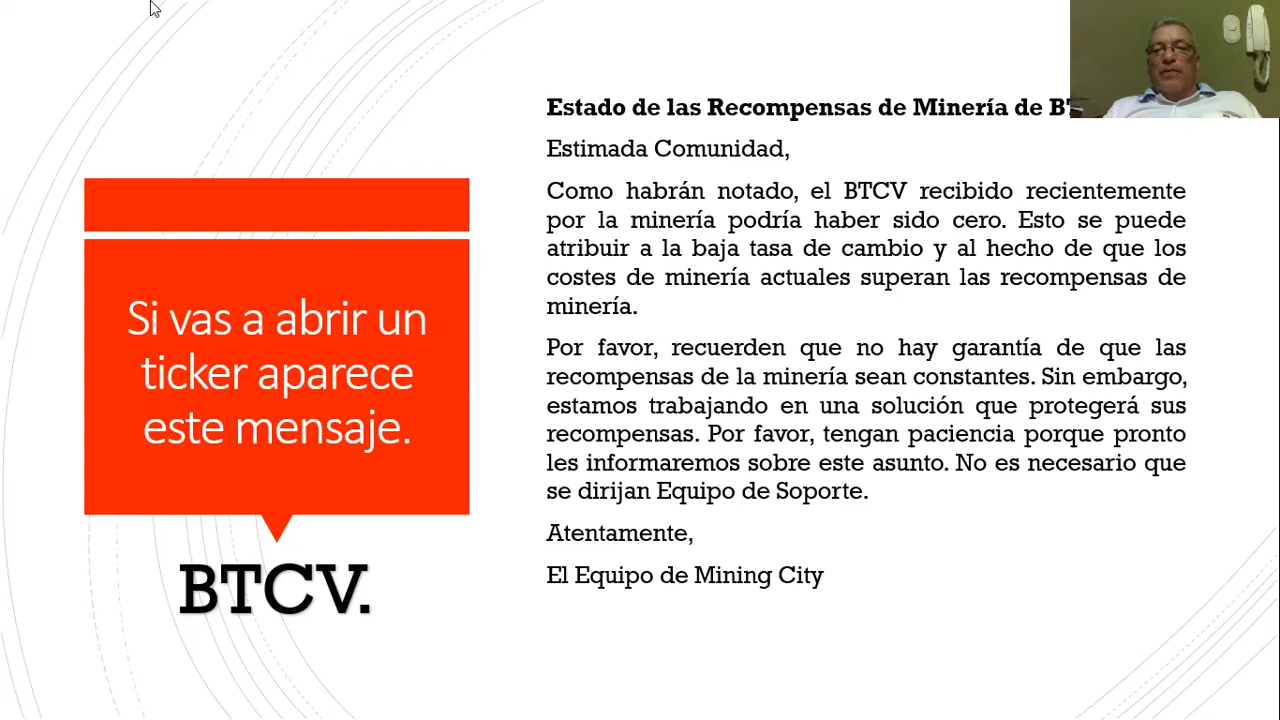 Estado de las Recompensas de Minería de
Estimada Comunidad,
Como habrán notado, el BTCV recibido recientemente
por la minería podría haber sido cero. Esto se puede
atribuir a la baja tasa de cambio y al hecho de que los
costes de minería actuales superan las recompensas de
minería.
Por favor, recuerden que no hay garantía de que las
recompensas de la minería sean constantes. Sin embargo,
estamos trabajando en una solución que protegerá sus
recompensas. Por favor, tengan paciencia porque pronto
les informaremos sobre este asunto. No es necesario que
se dirijan Equipo de Soporte.
Atentamente,
El Equipo de Mining City
Si vas a abrir un
ticker aparece
este mensaje.
BTCV.